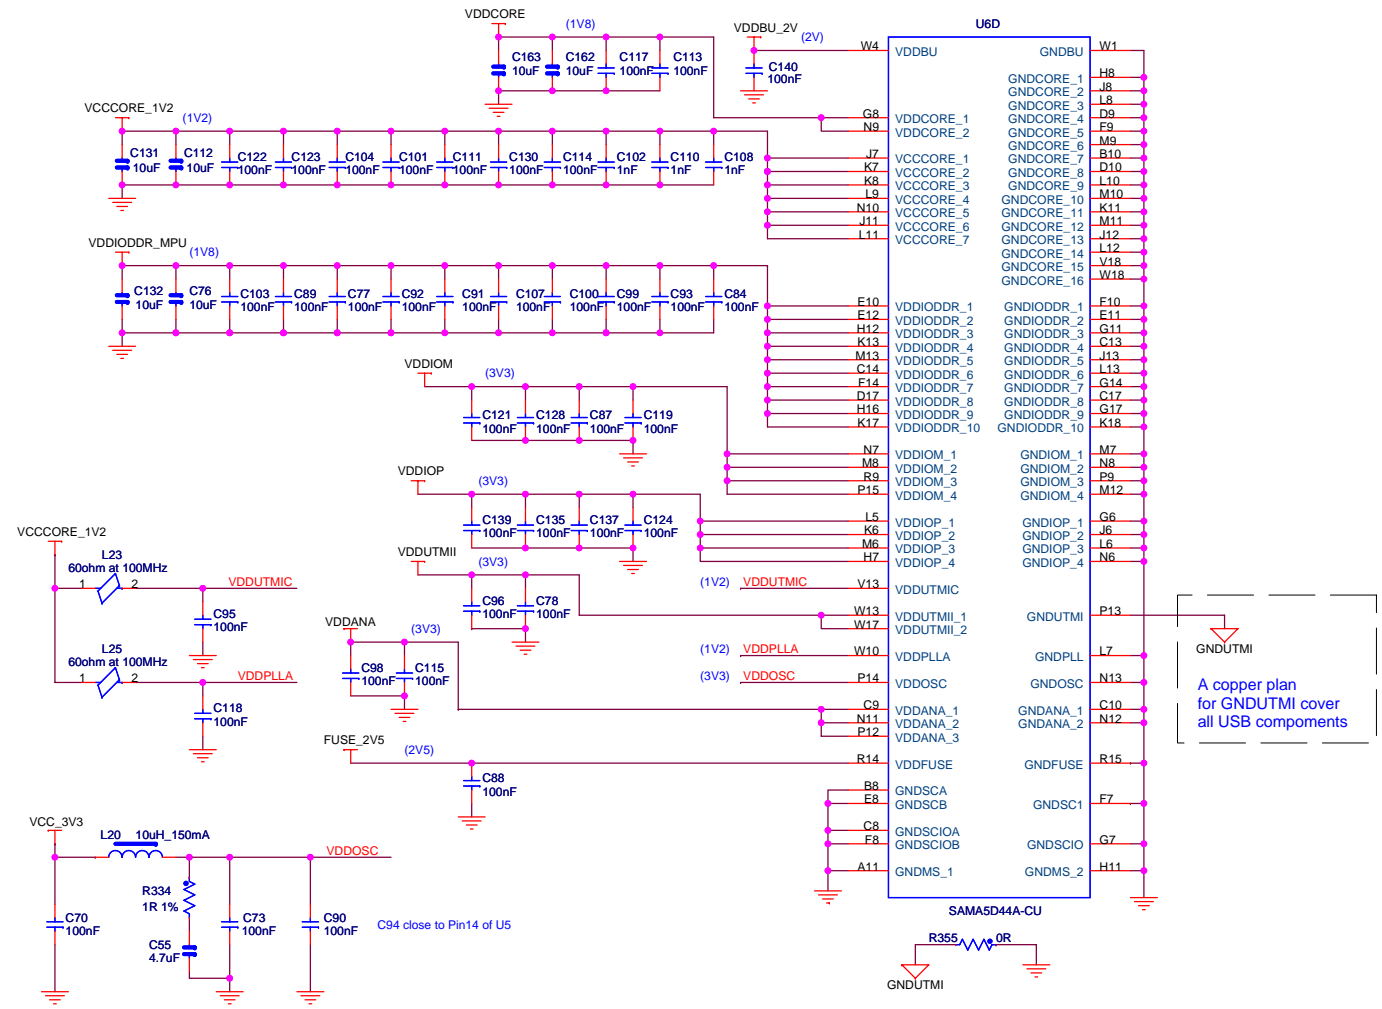 VDDCORE
(1V8)
C163
10uF
C162
10uF
C117
100nF
C113
100nF
VDDBU_2V
(2V)
C140
100nF
VCCCORE_1V2
(1V2)
C131
10uF
C112
10uF
C122
100nF
C123
100nF
C104
100nF
C101
100nF
C111
100nF
C130
100nF
C114
100nF
C102
1nF
C110
1nF
C108
1nF
VDDIODDR_MPU
(1V8)
C132
10uF
C76
10uF
C103
100nF
C89
100nF
C77
100nF
C92
100nF
C91
100nF
C107
100nF
C100
100nF
C99
100nF
C93
100nF
C84
100nF
VDDIOM
(3V3)
C121
100nF
C128
100nF
C87
100nF
C119
100nF
VDDIOP
(3V3)
C139
100nF
C135
100nF
C137
100nF
C124
100nF
VDDUTMII
(3V3)
C96
100nF
C78
100nF
VDDANA
(3V3)
C98
100nF
C115
100nF
FUSE_2V5
(2V5)
C88
100nF
VCCCORE_1V2
L23
60ohm at 100MHz
1 2
VDDUTMIC
C95
100nF
L25
60ohm at 100MHz
1 2
VDDPLLA
C118
100nF
VCC_3V3
L20 10uH_150mA
VDDOSC
R334
1R 1%
C70
100nF
C55
4.7uF
C73
100nF
C90
100nF
C94 close to Pin14 of U5
(1V2) VDDUTMIC
(1V2) VDDPLLA
(3V3) VDDOSC
U6D
W4 VDDBU
G8 VDDCORE_1
N9 VDDCORE_2
J7 VCCCORE_1
K7 VCCCORE_2
K8 VCCCORE_3
L9 VCCCORE_4
N10 VCCCORE_5
J11 VCCCORE_6
L11 VCCCORE_7
E10 VDDIODDR_1
E12 VDDIODDR_2
H12 VDDIODDR_3
K13 VDDIODDR_4
M13 VDDIODDR_5
C14 VDDIODDR_6
F14 VDDIODDR_7
D17 VDDIODDR_8
H16 VDDIODDR_9
K17 VDDIODDR_10
N7 VDDIOM_1
M8 VDDIOM_2
R9 VDDIOM_3
P15 VDDIOM_4
L5 VDDIOP_1
K6 VDDIOP_2
M6 VDDIOP_3
H7 VDDIOP_4
V13 VDDUTMIC
W13 VDDUTMII_1
W17 VDDUTMII_2
W10 VDDPLLA
P14 VDDOSC
C9 VDDANA_1
N11 VDDANA_2
P12 VDDANA_3
R14 VDDFUSE
B8 GNDSCA
E8 GNDSCB
C8 GNDSCIOA
F8 GNDSCIOB
A11 GNDMS_1
GNDBU W1
GNDCORE_1 H8
GNDCORE_2 J8
GNDCORE_3 L8
GNDCORE_4 D9
GNDCORE_5 F9
GNDCORE_6 M9
GNDCORE_7 B10
GNDCORE_8 D10
GNDCORE_9 L10
GNDCORE_10 M10
GNDCORE_11 K11
GNDCORE_12 M11
GNDCORE_13 J12
GNDCORE_14 L12
GNDCORE_15 V18
GNDCORE_16 W18
GNDIODDR_1 F10
GNDIODDR_2 E11
GNDIODDR_3 G11
GNDIODDR_4 C13
GNDIODDR_5 J13
GNDIODDR_6 L13
GNDIODDR_7 G14
GNDIODDR_8 C17
GNDIODDR_9 G17
GNDIODDR_10 K18
GNDIOM_1 M7
GNDIOM_2 N8
GNDIOM_3 P9
GNDIOM_4 M12
GNDIOP_1 G6
GNDIOP_2 J6
GNDIOP_3 L6
GNDIOP_4 N6
GNDUTMI P13
GNDPLL L7
GNDOSC N13
GNDANA_1 C10
GNDANA_2 N12
GNDFUSE R15
GNDSC1 F7
GNDSCIO G7
GNDMS_2 H11
SAMA5D44A-CU
GNDUTMI
A copper plan
for GNDUTMI cover
all USB compoments
R355 0R
GNDUTMI